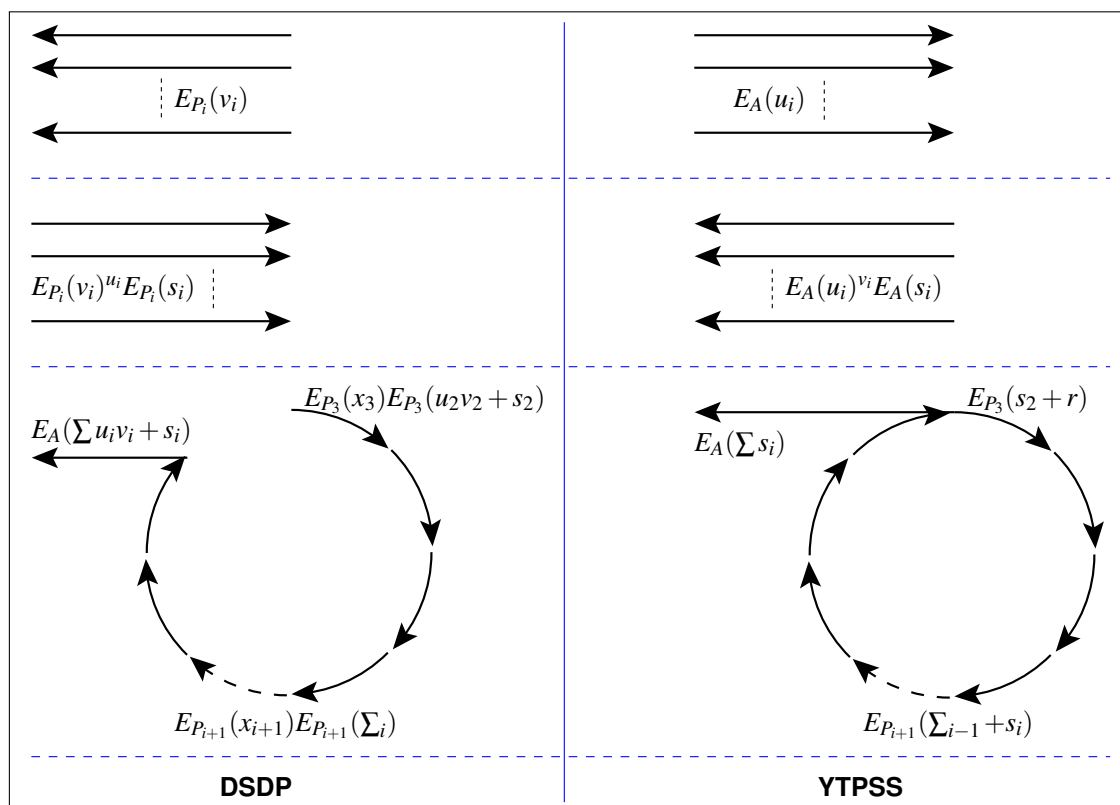 E_{P_i}(v_i)
E_A(u_i)
E_{P_i}(v_i)^{u_i}E_{P_i}(s_i)
E_A(u_i)^{v_i}E_A(s_i)
E_{P_3}(x_3)E_{P_3}(u_2v_2+s_2)
E_A(∑u_iv_i+s_i)
E_{P_{i+1}}(x_{i+1})E_{P_{i+1}}(∑_i)
E_{P_3}(s_2+r)
E_A(∑s_i)
E_{P_{i+1}}(∑_{i−1}+s_i)
DSDP
YTPSS